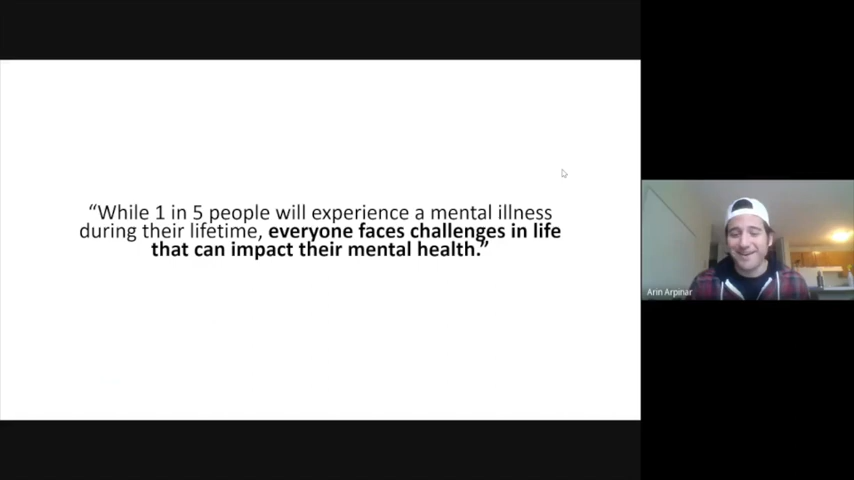 “While 1 in 5 people will experience a mental illness
during their lifetime, everyone faces challenges in life
that can impact their mental health.”
Arin Arpinar